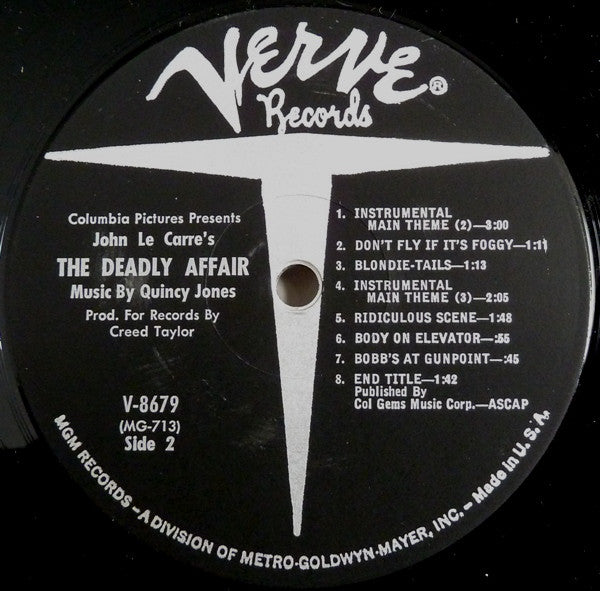 VERVE®
Records
Columbia Pictures Presents
John Le Carre's
THE DEADLY AFFAIR
Music By Quincy Jones
Prod. For Records By
Creed Taylor
V-8679
(MG-713)
Side 2
1. INSTRUMENTAL
MAIN THEME (2)—3:00
2. DON'T FLY IF IT'S FOGGY—1:11
3. BLONDIE-TAILS—1:13
4. INSTRUMENTAL
MAIN THEME (3)—2:05
5. RIDICULOUS SCENE—1:48
6. BODY ON ELEVATOR—:55
7. BOBB'S AT GUNPOINT—:45
8. END TITLE—1:42
Published By
Col Gems Music Corp.—ASCAP
MGM RECORDS – A DIVISION OF METRO-GOLDWYN-MAYER, INC. – Made in U.S.A.